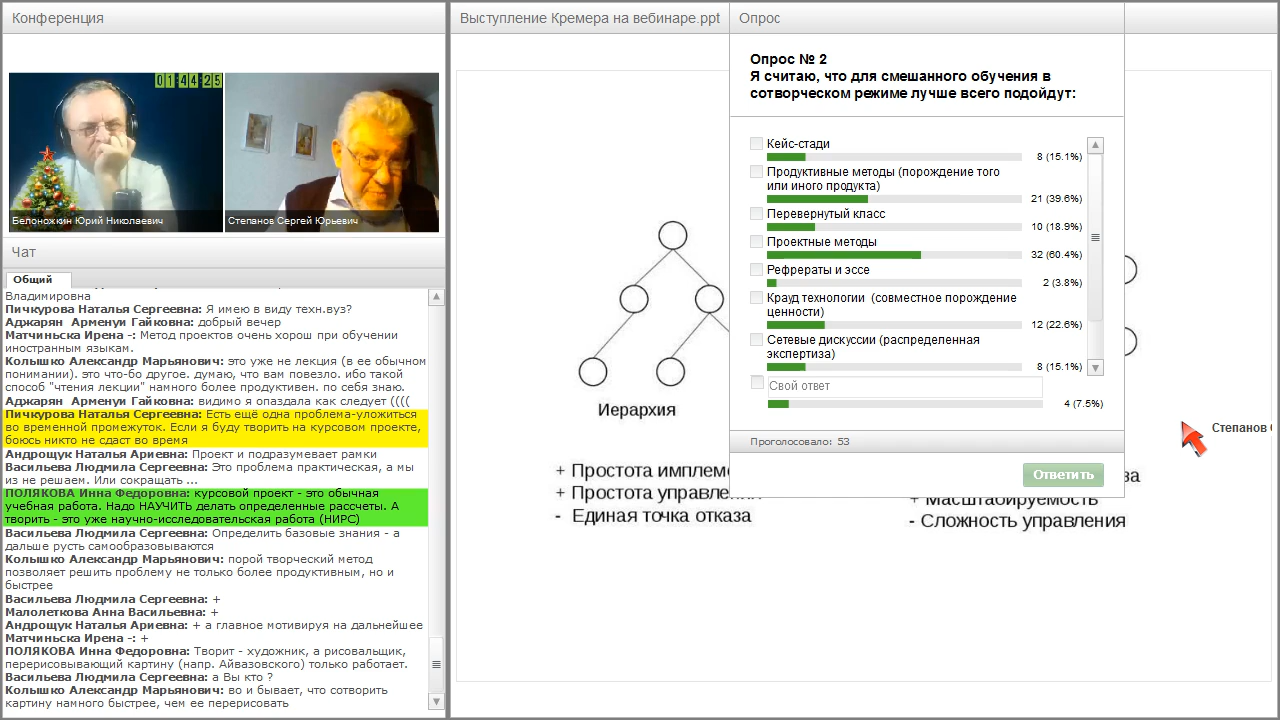 Конференция
01:44:25
Белоножкин Юрий Николаевич
Степанов Сергей Юрьевич
Чат
Общий
Владимировна
Пичкурова Наталья Сергеевна: Я имею в виду техн.вуз?
Аджарян  Арменуи Гайковна: добрый вечер
Матчиньска Ирена -: Метод проектов очень хорош при обучении
иностранным языкам.
Колышко Александр Марьянович: это уже не лекция (в ее обычном
понимании). это что-бо другое. думаю, что вам повезло. ибо такой
способ "чтения лекции" намного более продуктивен. по себя знаю.
Аджарян  Арменуи Гайковна: видимо я опаздала как следует ((((
Пичкурова Наталья Сергеевна: Есть ещё одна проблема-уложиться
во временной промежуток. Если я буду творить на курсовом проекте,
боюсь никто не сдаст во время
Андрощук Наталья Ариевна: Проект и подразумевает рамки
Васильева Людмила Сергеевна: Это проблема практическая, а мы
из не решаем. Или сокращать ...
ПОЛЯКОВА Инна Федоровна: курсовой проект - это обычная
учебная работа. Надо НАУЧИТЬ делать определенные рассчеты. А
творить - это уже научно-исследовательская работа (НИРС)
Васильева Людмила Сергеевна: Определить базовые знания - а
дальше русть самообразовываются
Колышко Александр Марьянович: порой творческий метод
позволяет решить проблему не только более продуктивным, но и
быстрее
Васильева Людмила Сергеевна: +
Малолеткова Анна Васильевна: +
Андрощук Наталья Ариевна: + а главное мотивируя на дальнейшее
Матчиньска Ирена -: +
ПОЛЯКОВА Инна Федоровна: Творит - художник, а рисовальщик,
перерисовывающий картину (напр. Айвазовского) только работает.
Васильева Людмила Сергеевна: а Вы кто ?
Колышко Александр Марьянович: во и бывает, что сотворить
картину намного быстрее, чем ее перерисовать
Выступление Кремера на вебинаре.ppt
Иерархия
+ Простота имплем
+ Простота управлен
- Единая точка отказа
+ Масштабируемость
- Сложность управления
Степанов
Опрос
Опрос № 2
Я считаю, что для смешанного обучения в
сотворческом режиме лучше всего подойдут:
Кейс-стади
8 (15.1%)
Продуктивные методы (порождение того
или иного продукта)
21 (39.6%)
Перевернутый класс
10 (18.9%)
Проектные методы
32 (60.4%)
Рефрераты и эссе
2 (3.8%)
Крауд технологии  (совместное порождение
ценности)
12 (22.6%)
Сетевые дискуссии (распределенная
экспертиза)
8 (15.1%)
Свой ответ
4 (7.5%)
Проголосовало: 53
Ответить